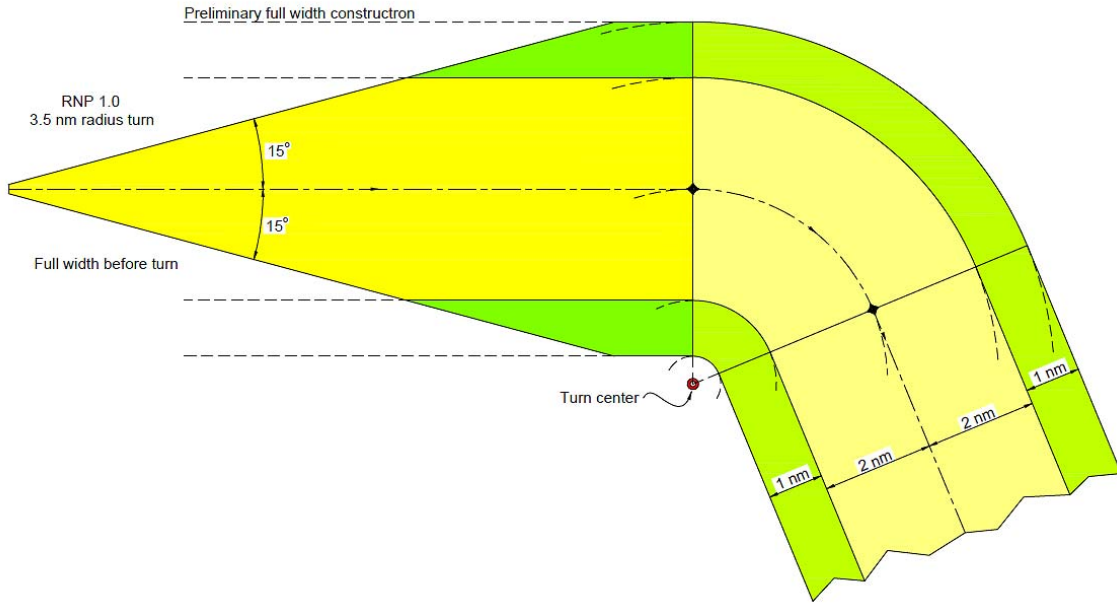 Preliminary full width constructron
RNP 1.0
3.5 nm radius turn
15°
15°
Full width before turn
Turn center
1 nm
2 nm
2 nm
1 nm